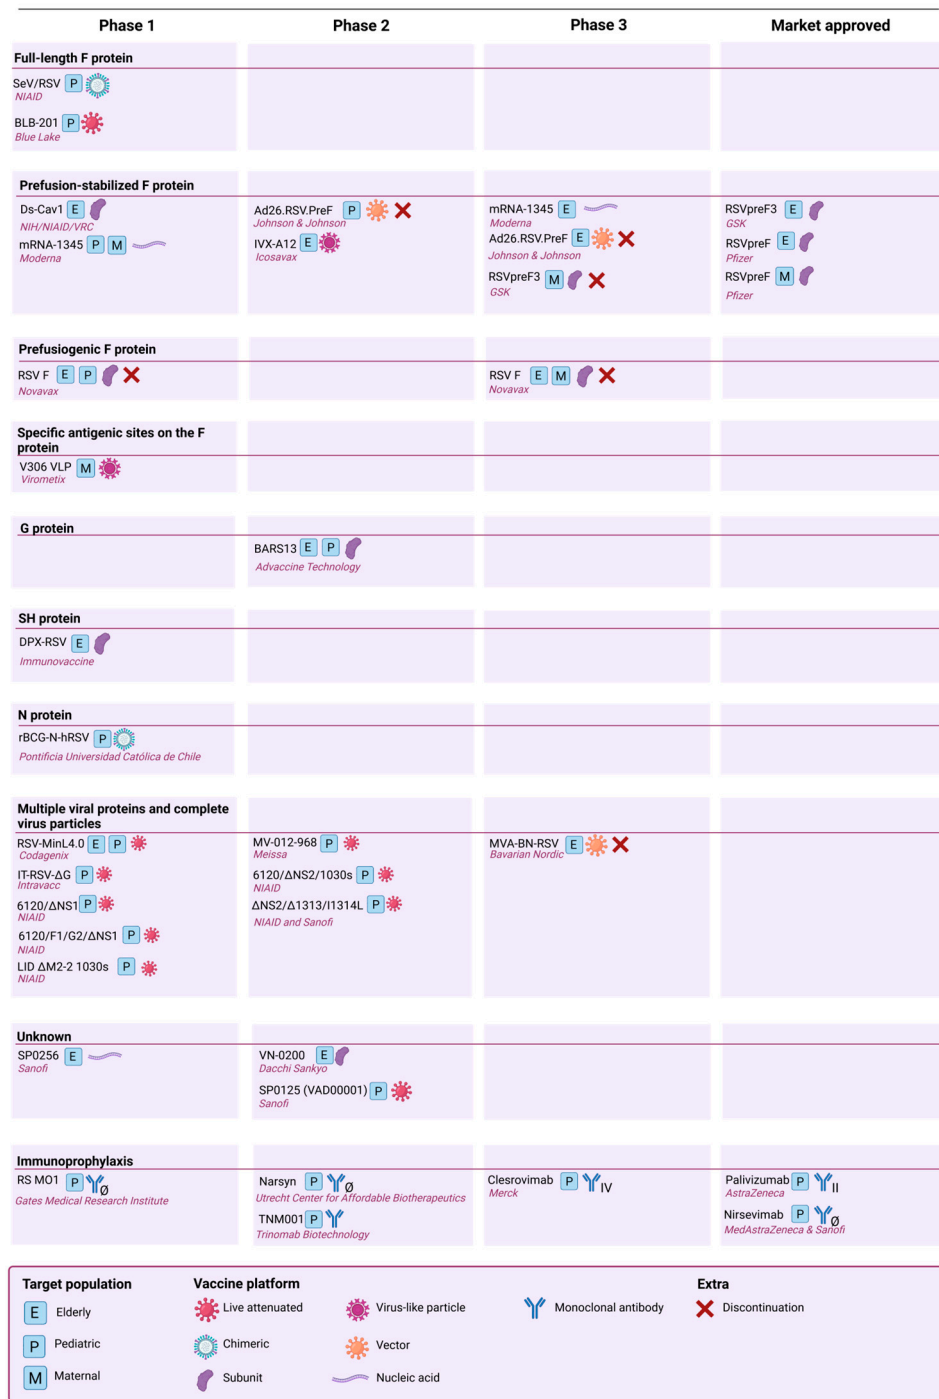 Phase 1 Phase 2 Phase 3 Market approved
Full-length F protein
SeV/RSV P
NIAID
BLB-201 P
Blue Lake
Prefusion-stabilized F protein
Ds-Cav1 E
NIH/NIAID/VRC
mRNA-1345 P M
Moderna
Ad26.RSV.PreF P
Johnson & Johnson
IVX-A12 E
Icosavax
mRNA-1345 E
Moderna
Ad26.RSV.PreF E
Johnson & Johnson
RSVpreF3 M
GSK
RSVpreF3 E
GSK
RSVpreF E
Pfizer
RSVpreF M
Pfizer
Prefusiogenic F protein
RSV F E P
Novavax
RSV F E M
Novavax
Specific antigenic sites on the F
protein
V306 VLP M
Virometix
G protein
BARS13 E P
Advaccine Technology
SH protein
DPX-RSV E
Immunovaccine
N protein
rBCG-N-hRSV P
Pontificia Universidad Católica de Chile
Multiple viral proteins and complete
virus particles
RSV-MinL4.0 E P
Codagenix
IT-RSV-ΔG P
Intravacc
6120/ΔNS1 P
NIAID
6120/F1/G2/ΔNS1 P
NIAID
LID ΔM2-2 1030s P
NIAID
MV-012-968 P
Meissa
6120/ΔNS2/1030s P
NIAID
ΔNS2/Δ1313/I1314L P
NIAID and Sanofi
MVA-BN-RSV E
Bavarian Nordic
Unknown
SP0256 E
Sanofi
VN-0200 E
Dacchi Sankyo
SP0125 (VAD00001) P
Sanofi
Immunoprophylaxis
RS MO1 P Ø
Gates Medical Research Institute
Narsyn P Ø
Utrecht Center for Affordable Biotherapeutics
TNM001 P
Trinomab Biotechnology
Clesrovimab P IV
Merck
Palivizumab P II
AstraZeneca
Nirsevimab P Ø
MedAstraZeneca & Sanofi
Target population Vaccine platform Extra
E Elderly Live attenuated Virus-like particle Monoclonal antibody Discontinuation
P Pediatric Chimeric Vector
M Maternal Subunit Nucleic acid